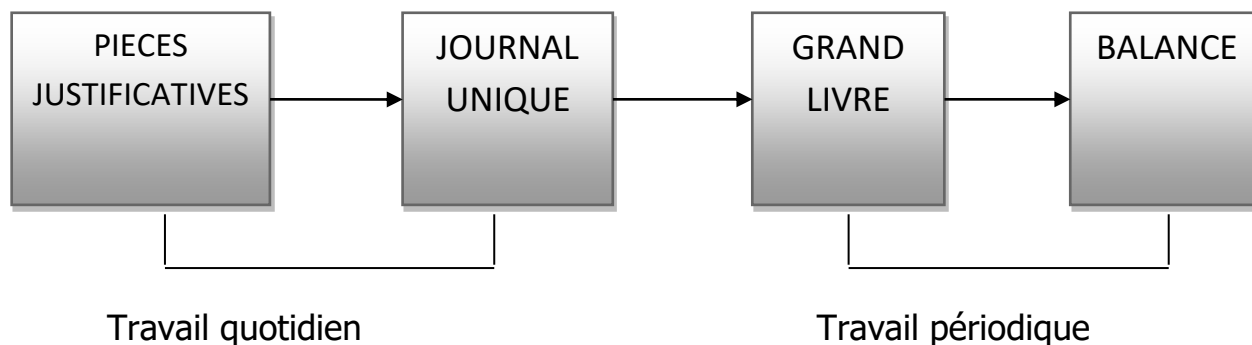 PIECES
JUSTIFICATIVES
JOURNAL
UNIQUE
GRAND
LIVRE
BALANCE
Travail quotidien
Travail périodique